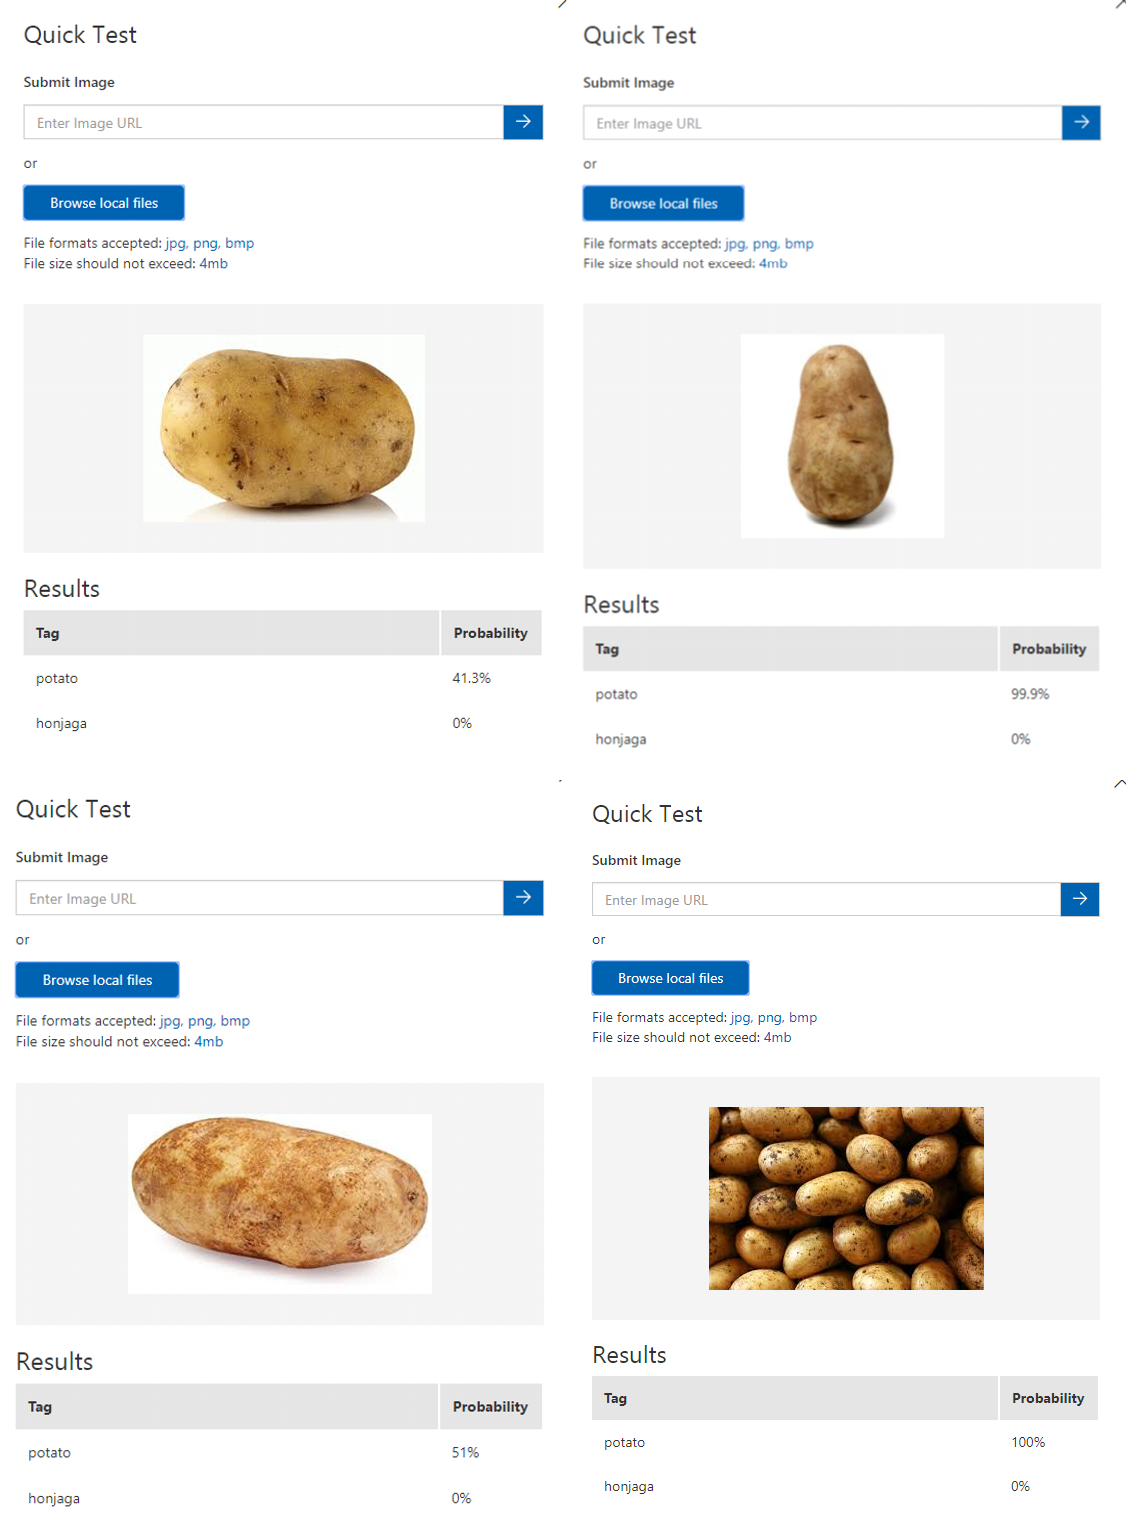 Quick Test
Submit Image
Enter Image URL
or
Browse local files
File formats accepted: jpg, png, bmp
File size should not exceed: 4mb
Results
Tag Probability
potato 41.3%
honjaga 0%
Quick Test
Submit Image
Enter Image URL
or
Browse local files
File formats accepted: jpg, png, bmp
File size should not exceed: 4mb
Results
Tag Probability
potato 99.9%
honjaga 0%
Quick Test
Submit Image
Enter Image URL
or
Browse local files
File formats accepted: jpg, png, bmp
File size should not exceed: 4mb
Results
Tag Probability
potato 51%
honjaga 0%
Quick Test
Submit Image
Enter Image URL
or
Browse local files
File formats accepted: jpg, png, bmp
File size should not exceed: 4mb
Results
Tag Probability
potato 100%
honjaga 0%